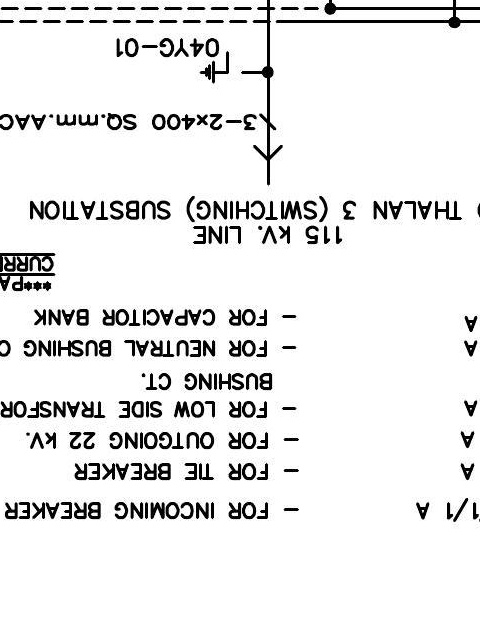 1/1 A – FOR INCOMING BREAKER
A – FOR TIE BREAKER
A – FOR OUTGOING 22 kV.
A – FOR LOW SIDE TRANSFOR
BUSHING CT.
A – FOR NEUTRAL BUSHING C
A – FOR CAPACITOR BANK
***PA
CURRE
115 kV. LINE
THALAN 3 (SWITCHING) SUBSTATION
3-2x400 SQ.mm.AAC
04YG-01